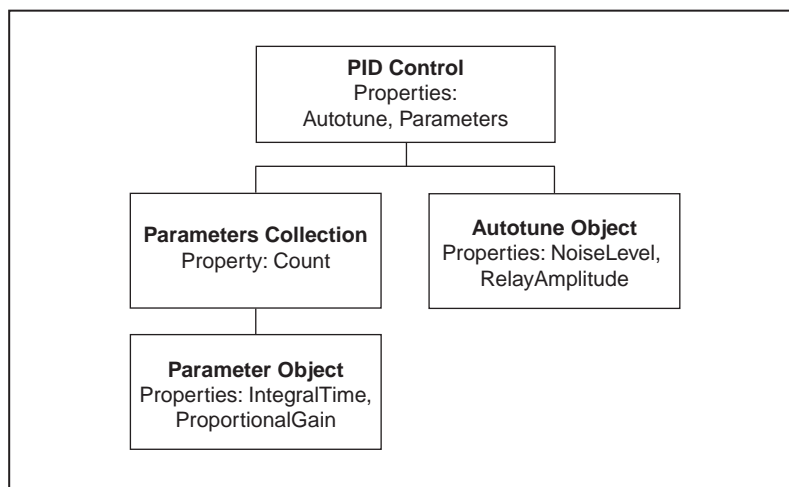 PID Control
Properties:
Autotune, Parameters
Parameters Collection
Property: Count
Autotune Object
Properties: NoiseLevel,
RelayAmplitude
Parameter Object
Properties: IntegralTime,
ProportionalGain